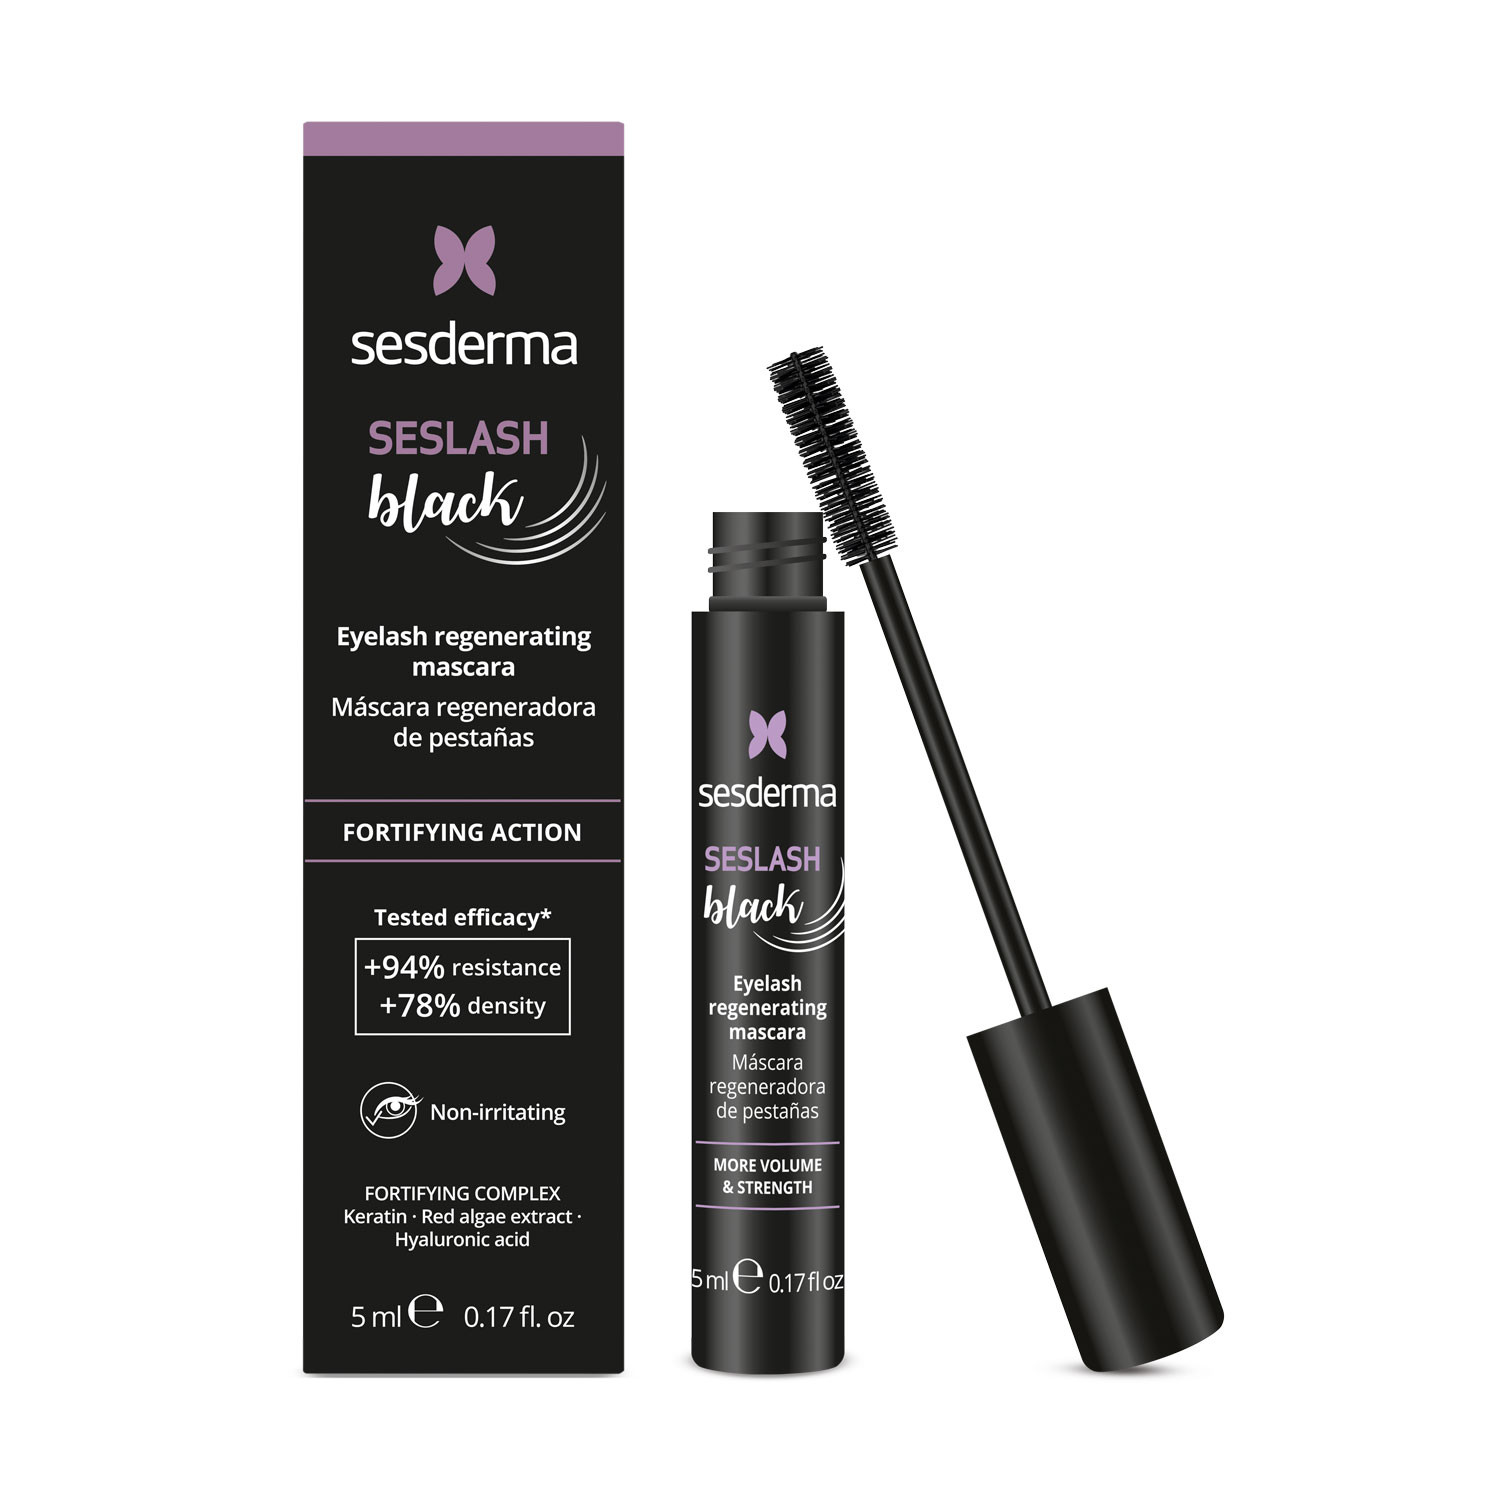 sesderma
SESLASH
black
Eyelash regenerating
mascara
Máscara regeneradora
de pestañas
FORTIFYING ACTION
Tested efficacy*
+94% resistance
+78% density
Non-irritating
FORTIFYING COMPLEX
Keratin · Red algae extract ·
Hyaluronic acid
5 ml ℮ 0.17 fl. oz
sesderma
SESLASH
black
Eyelash
regenerating
mascara
Máscara
regeneradora
de pestañas
MORE VOLUME
& STRENGTH
5 ml ℮ 0.17 fl oz